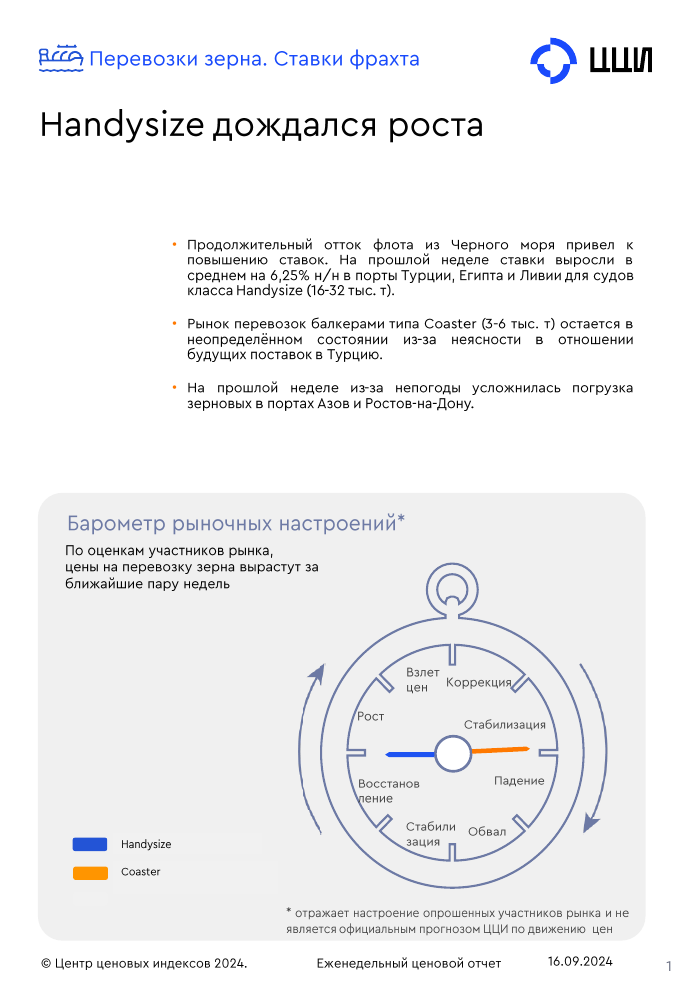 Перевозки зерна. Ставки фрахта
ЦЦИ
Handysize дождался роста
• Продолжительный отток флота из Черного моря привел к
повышению ставок. На прошлой неделе ставки выросли в
среднем на 6,25% н/н в порты Турции, Египта и Ливии для судов
класса Handysize (16-32 тыс. т).
• Рынок перевозок балкерами типа Coaster (3-6 тыс. т) остается в
неопределённом состоянии из-за неясности в отношении
будущих поставок в Турцию.
• На прошлой неделе из-за непогоды усложнилась погрузка
зерновых в портах Азов и Ростов-на-Дону.
Барометр рыночных настроений*
По оценкам участников рынка,
цены на перевозку зерна вырастут за
ближайшие пару недель
Взлет
цен
Коррекция
Рост
Стабилизация
Восстанов
ление
Падение
Стабили
зация
Обвал
Handysize
Coaster
* отражает настроение опрошенных участников рынка и не
является официальным прогнозом ЦЦИ по движению цен
© Центр ценовых индексов 2024.
Еженедельный ценовой отчет
16.09.2024
1